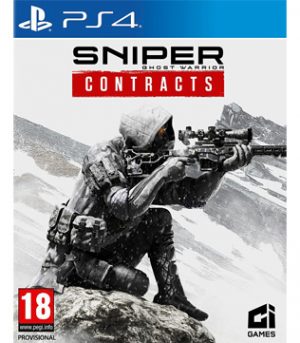 PS4
SNIPER
GHOST WARRIOR
CONTRACTS
18
www.pegi.info
PROVISIONAL
CI
GAMES